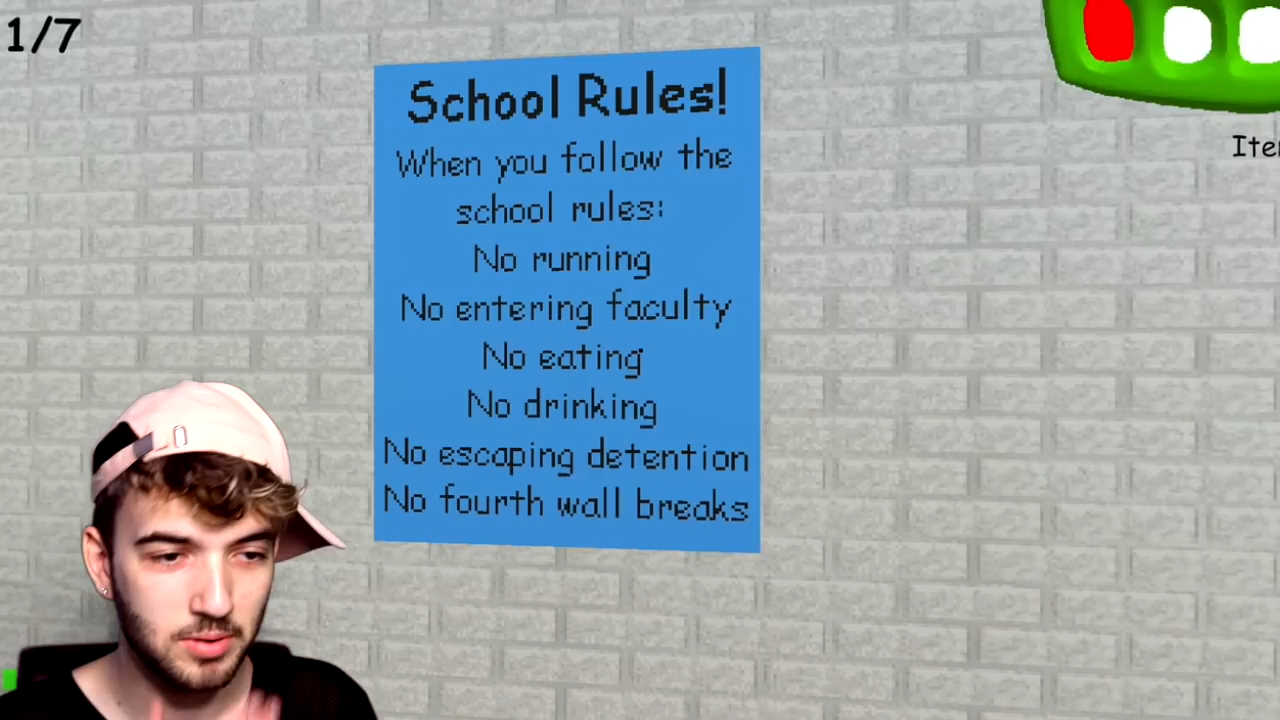 1/7
School Rules!
When you follow the
school rules:
No running
No entering faculty
No eating
No drinking
No escaping detention
No fourth wall breaks